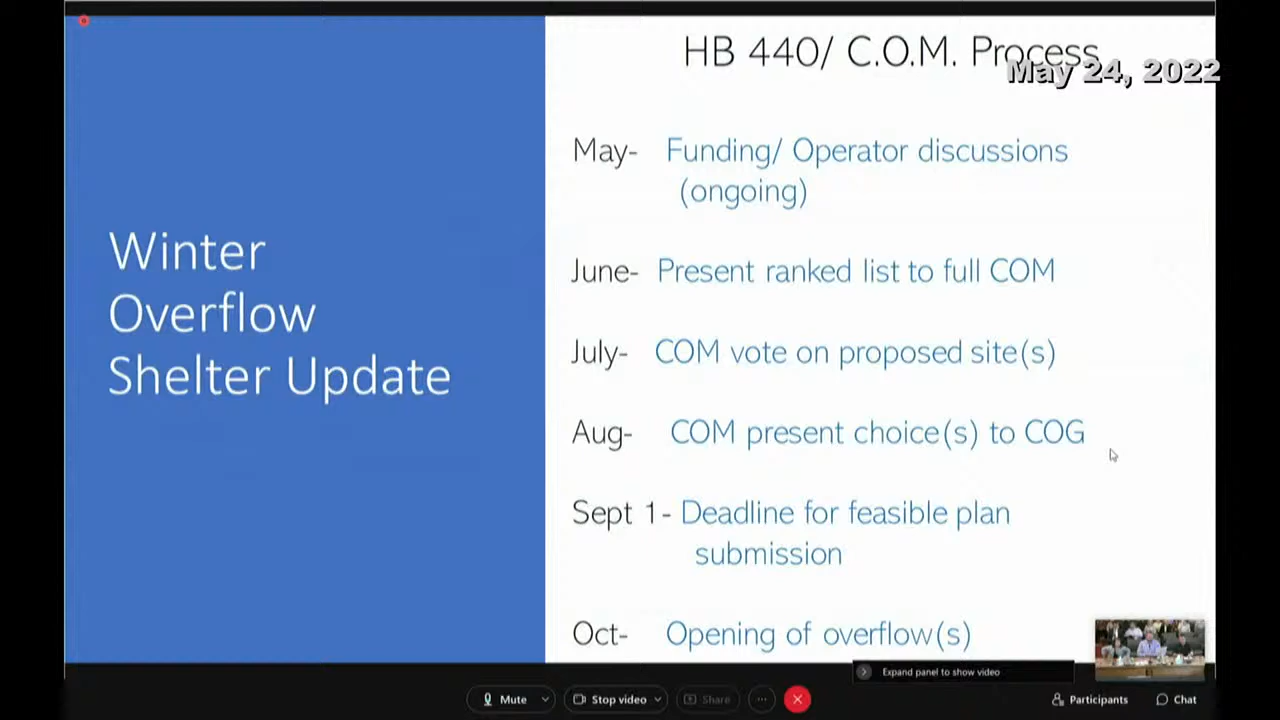 HB 440/ C.O.M. Process
May 24, 2022
Winter
Overflow
Shelter Update
May- Funding/ Operator discussions
(ongoing)
June- Present ranked list to full COM
July- COM vote on proposed site(s)
Aug- COM present choice(s) to COG
Sept 1- Deadline for feasible plan
submission
Oct- Opening of overflow(s)
Expand panel to show video
Mute
Stop video
Share
Participants
Chat